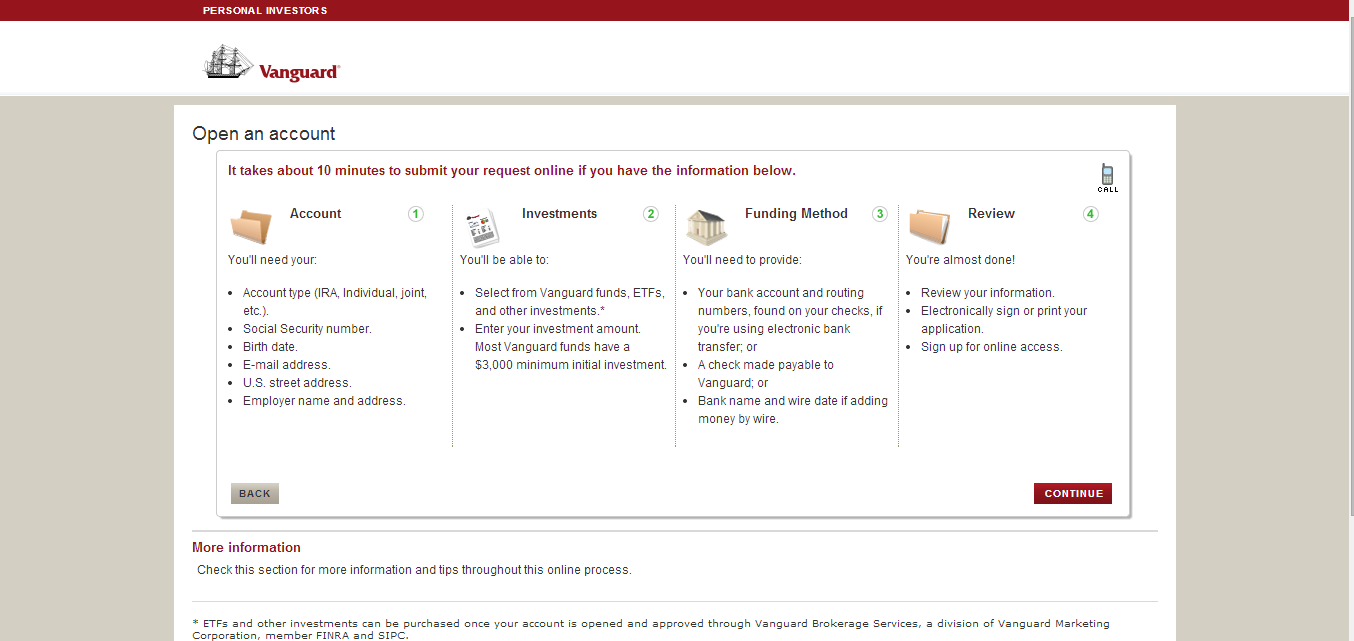 PERSONAL INVESTORS
Vanguard®
Open an account
It takes about 10 minutes to submit your request online if you have the information below.
CALL
Account 1
You'll need your:
Account type (IRA, Individual, joint,
etc.).
Social Security number.
Birth date.
E-mail address.
U.S. street address.
Employer name and address.
Investments 2
You'll be able to:
Select from Vanguard funds, ETFs,
and other investments.*
Enter your investment amount.
Most Vanguard funds have a
$3,000 minimum initial investment.
Funding Method 3
You'll need to provide:
Your bank account and routing
numbers, found on your checks, if
you're using electronic bank
transfer; or
A check made payable to
Vanguard; or
Bank name and wire date if adding
money by wire.
Review 4
You're almost done!
Review your information.
Electronically sign or print your
application.
Sign up for online access.
BACK
CONTINUE
More information
Check this section for more information and tips throughout this online process.
* ETFs and other investments can be purchased once your account is opened and approved through Vanguard Brokerage Services, a division of Vanguard Marketing
Corporation, member FINRA and SIPC.